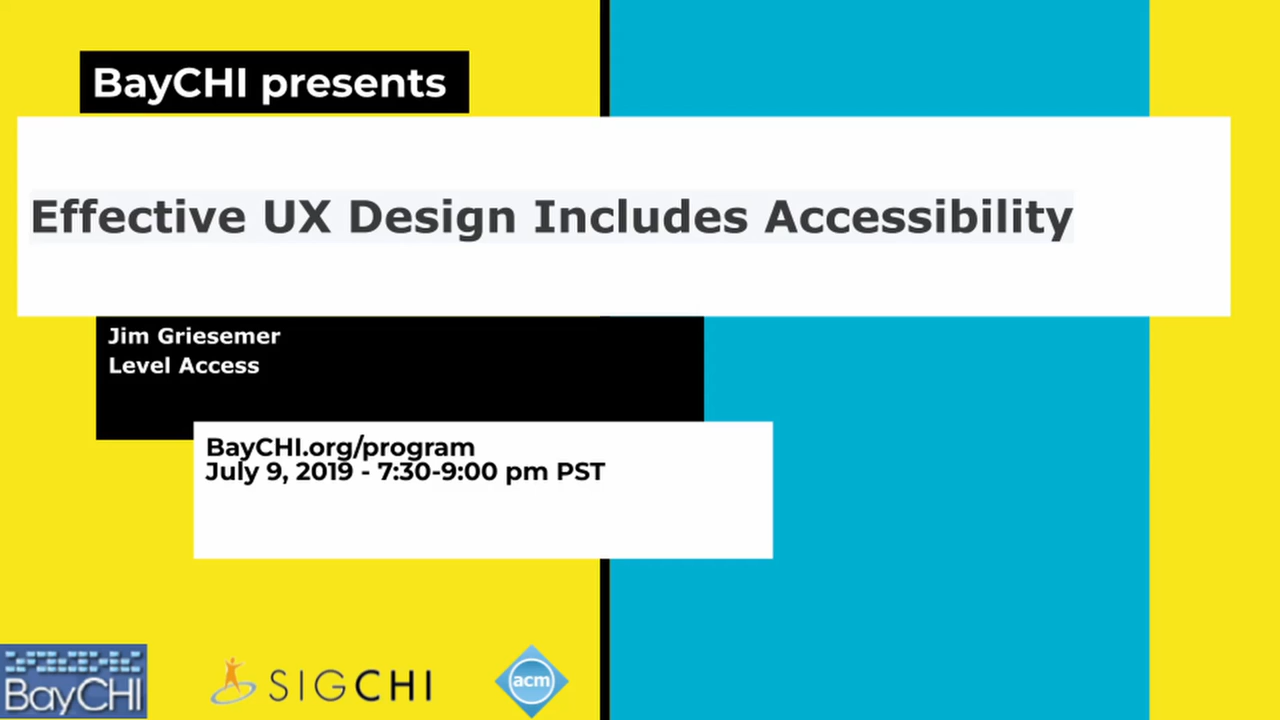 BayCHI presents
Effective UX Design Includes Accessibility
Jim Griesemer
Level Access
BayCHI.org/program
July 9, 2019 - 7:30-9:00 pm PST
BayCHI
SIGCHI
acm